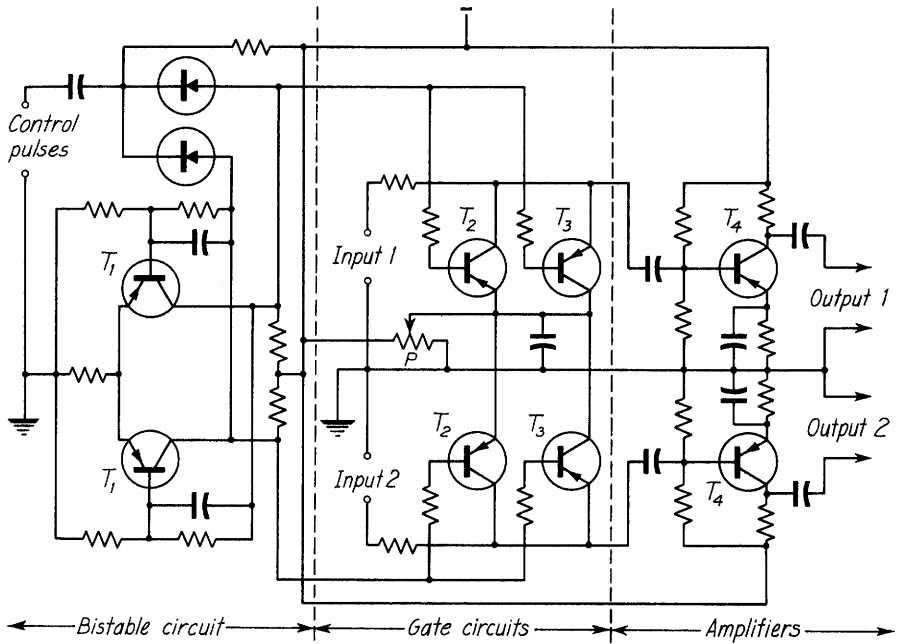 −
Control
pulses
T1
T1
Input 1
Input 2
P
T2
T3
T2
T3
T4
T4
Output 1
Output 2
Bistable circuit
Gate circuits
Amplifiers